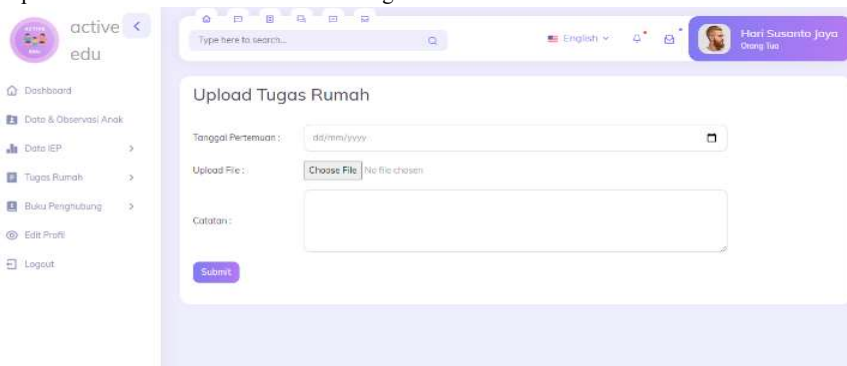 active
edu
Type here to search...
English
Hari Susanto Jaya
Orang Tua
Dashboard
Data & Observasi Anak
Data IEP
Tugas Rumah
Buku Penghubung
Edit Profil
Logout
Upload Tugas Rumah
Tanggal Pertemuan :
dd/mm/yyyy
Upload File :
Choose File No file chosen
Catatan :
Submit